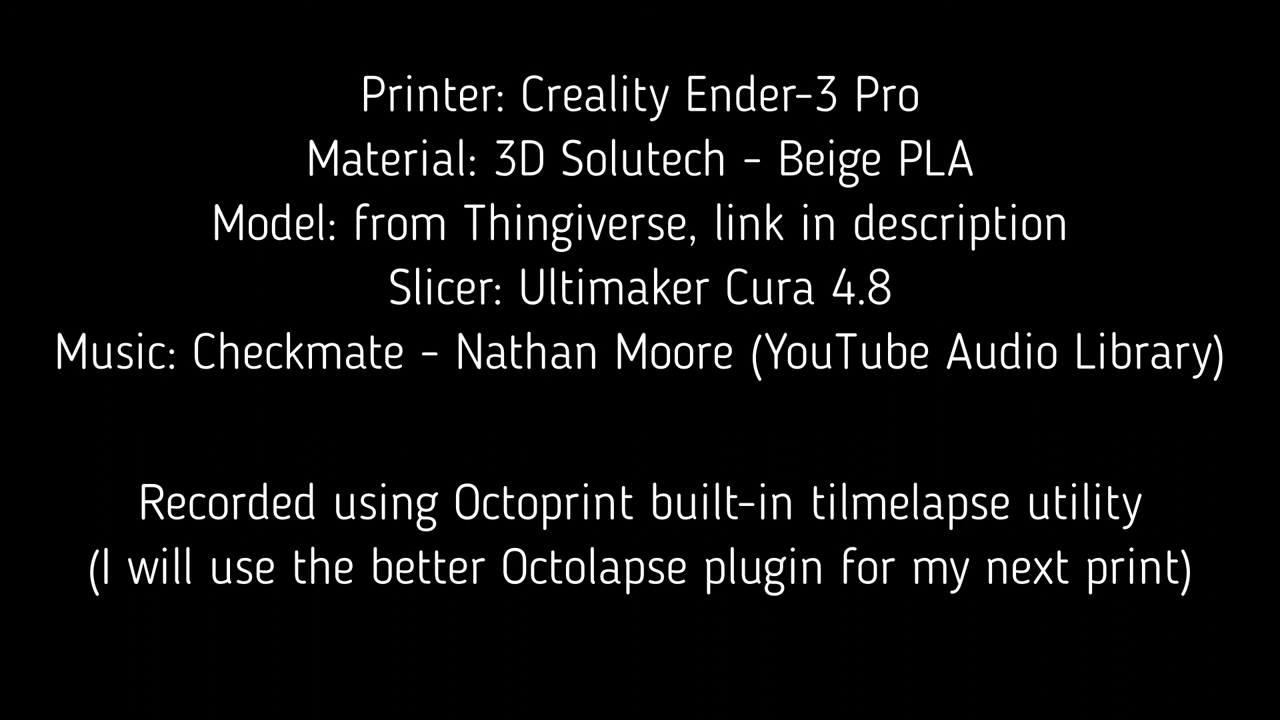 Printer: Creality Ender-3 Pro
Material: 3D Solutech - Beige PLA
Model: from Thingiverse, link in description
Slicer: Ultimaker Cura 4.8
Music: Checkmate - Nathan Moore (YouTube Audio Library)
Recorded using Octoprint built-in tilmelapse utility
(I will use the better Octolapse plugin for my next print)